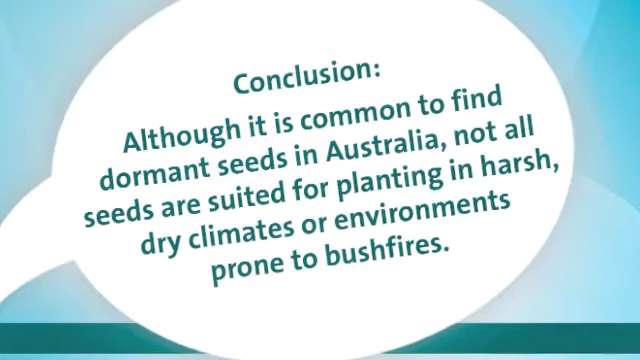 Conclusion:
Although it is common to find
dormant seeds in Australia, not all
seeds are suited for planting in harsh,
dry climates or environments
prone to bushfires.